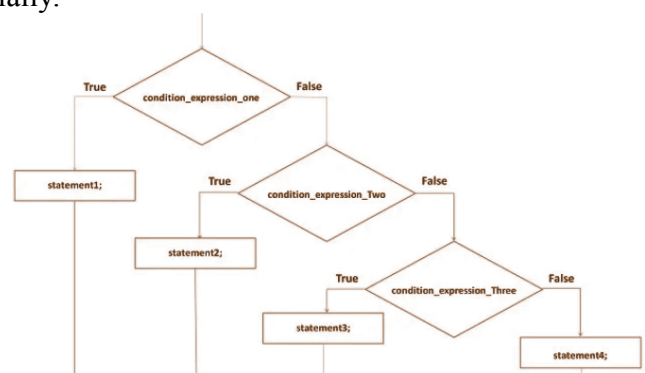 True
False
condition_expression_one
statement1;
True
False
condition_expression_Two
statement2;
True
False
condition_expression_Three
statement3;
statement4;